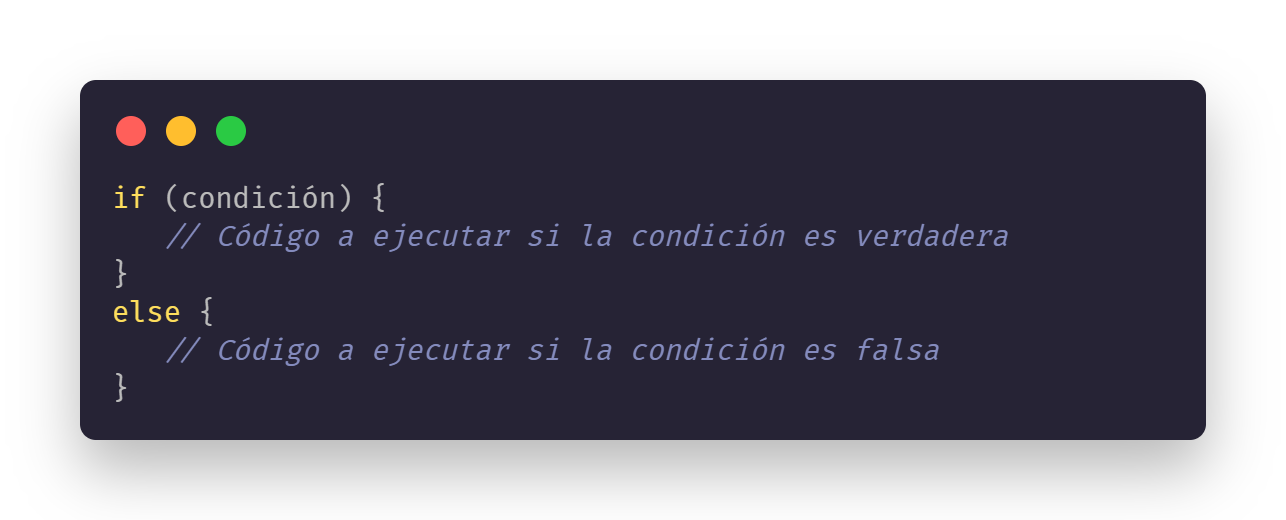 if (condición) {
   // Código a ejecutar si la condición es verdadera
}
else {
   // Código a ejecutar si la condición es falsa
}